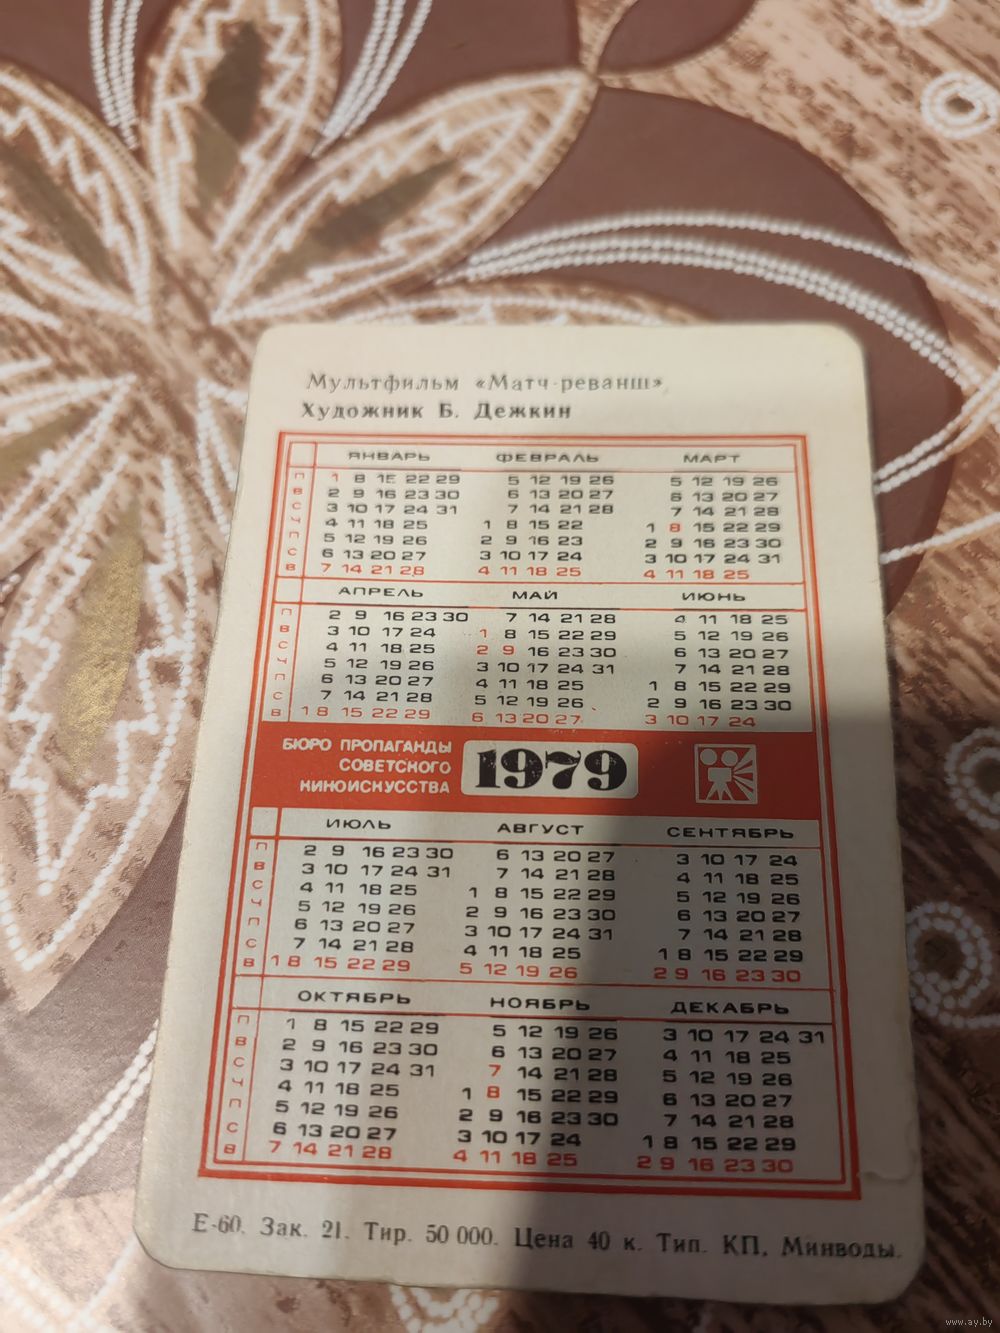 Мультфильм «Матч-реванш»,
Художник Б. Дежкин
ЯНВАРЬ ФЕВРАЛЬ МАРТ
П 1 8 15 22 29 5 12 19 26 5 12 19 26
В 2 9 16 23 30 6 13 20 27 6 13 20 27
С 3 10 17 24 31 7 14 21 28 7 14 21 28
Ч 4 11 18 25 1 8 15 22 1 8 15 22 29
П 5 12 19 26 2 9 16 23 2 9 16 23 30
С 6 13 20 27 3 10 17 24 3 10 17 24 31
В 7 14 21 28 4 11 18 25 4 11 18 25
АПРЕЛЬ МАЙ ИЮНЬ
П 2 9 16 23 30 7 14 21 28 4 11 18 25
В 3 10 17 24 1 8 15 22 29 5 12 19 26
С 4 11 18 25 2 9 16 23 30 6 13 20 27
Ч 5 12 19 26 3 10 17 24 31 7 14 21 28
П 6 13 20 27 4 11 18 25 1 8 15 22 29
С 7 14 21 28 5 12 19 26 2 9 16 23 30
В 1 8 15 22 29 6 13 20 27 3 10 17 24
БЮРО ПРОПАГАНДЫ
СОВЕТСКОГО
КИНОИСКУССТВА
1979
ИЮЛЬ АВГУСТ СЕНТЯБРЬ
П 2 9 16 23 30 6 13 20 27 3 10 17 24
В 3 10 17 24 31 7 14 21 28 4 11 18 25
С 4 11 18 25 1 8 15 22 29 5 12 19 26
Ч 5 12 19 26 2 9 16 23 30 6 13 20 27
П 6 13 20 27 3 10 17 24 31 7 14 21 28
С 7 14 21 28 4 11 18 25 1 8 15 22 29
В 1 8 15 22 29 5 12 19 26 2 9 16 23 30
ОКТЯБРЬ НОЯБРЬ ДЕКАБРЬ
П 1 8 15 22 29 5 12 19 26 3 10 17 24 31
В 2 9 16 23 30 6 13 20 27 4 11 18 25
С 3 10 17 24 31 7 14 21 28 5 12 19 26
Ч 4 11 18 25 1 8 15 22 29 6 13 20 27
П 5 12 19 26 2 9 16 23 30 7 14 21 28
С 6 13 20 27 3 10 17 24 1 8 15 22 29
В 7 14 21 28 4 11 18 25 2 9 16 23 30
Е-60. Зак. 21. Тир. 50 000. Цена 40 к. Тип. КП, Минводы.
www.ay.by